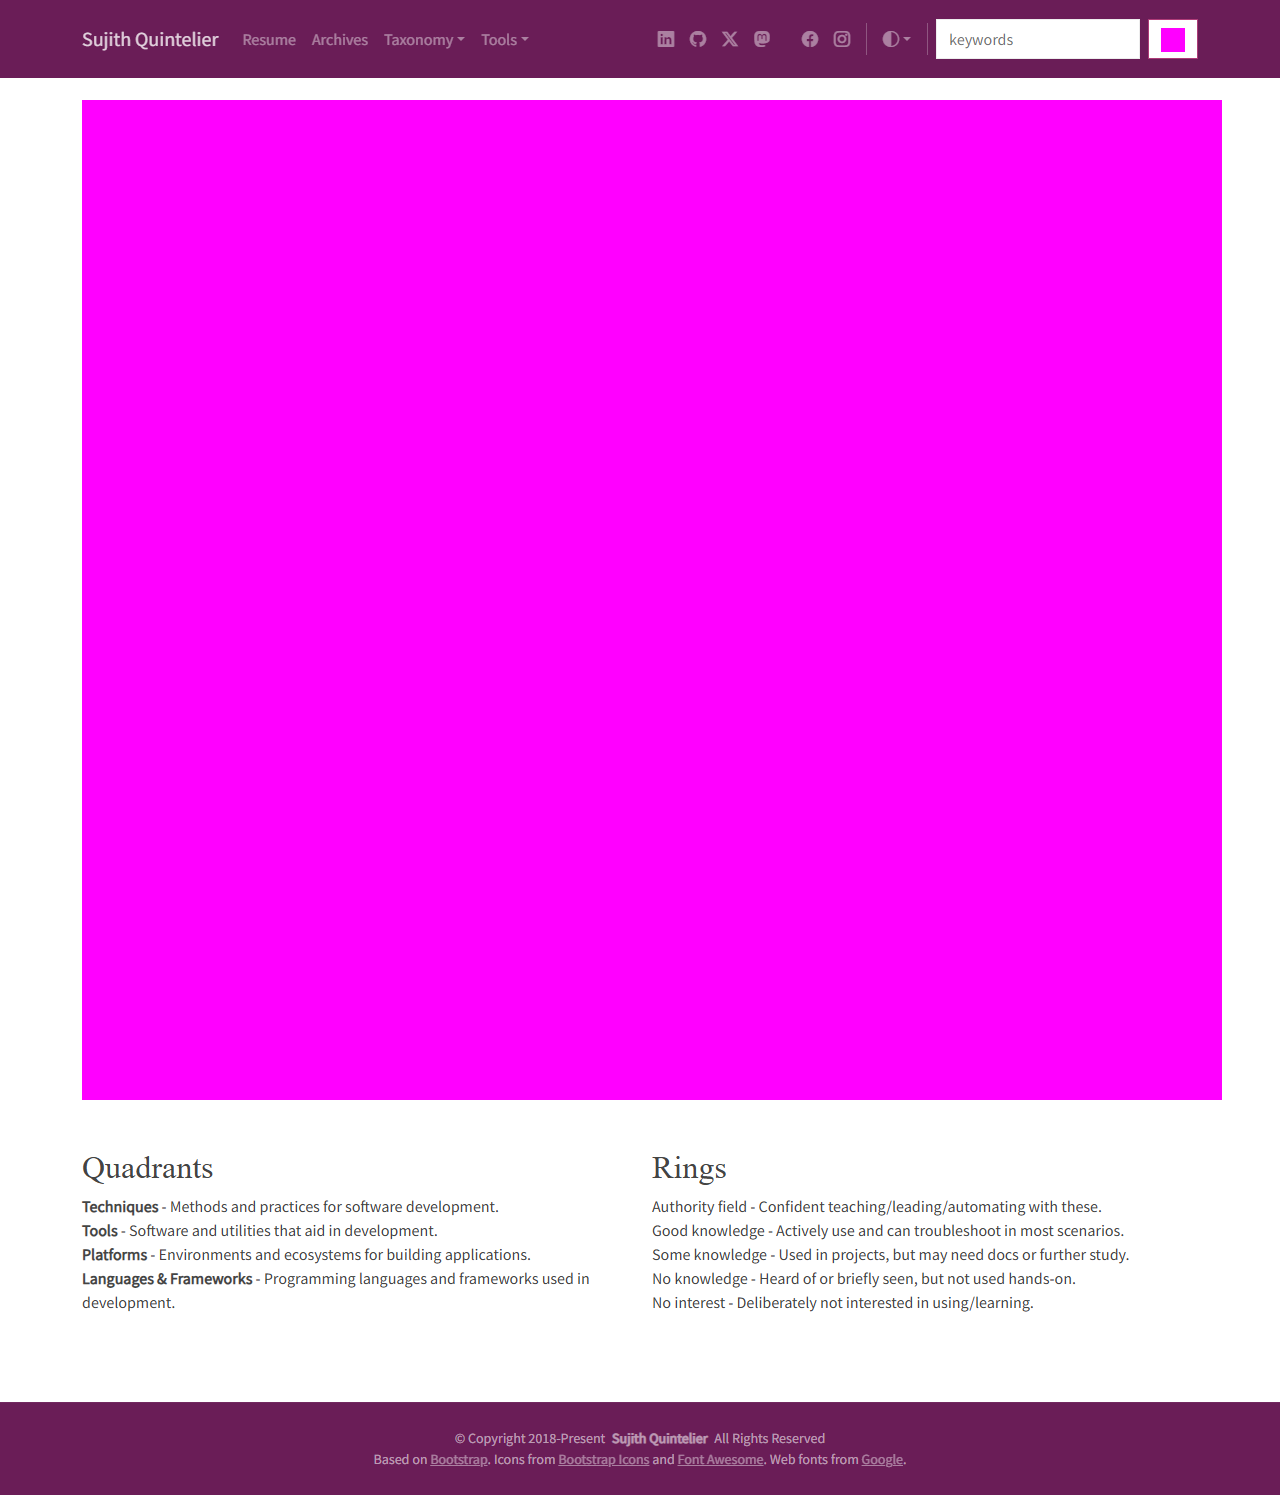 Sujith Quintelier Resume Archives Taxonomy Tools keywords
Quadrants
Techniques - Methods and practices for software development.
Tools - Software and utilities that aid in development.
Platforms - Environments and ecosystems for building applications.
Languages & Frameworks - Programming languages and frameworks used in
development.
Rings
Authority field - Confident teaching/leading/automating with these.
Good knowledge - Actively use and can troubleshoot in most scenarios.
Some knowledge - Used in projects, but may need docs or further study.
No knowledge - Heard of or briefly seen, but not used hands-on.
No interest - Deliberately not interested in using/learning.
© Copyright 2018-Present Sujith Quintelier All Rights Reserved
Based on Bootstrap. Icons from Bootstrap Icons and Font Awesome. Web fonts from Google.